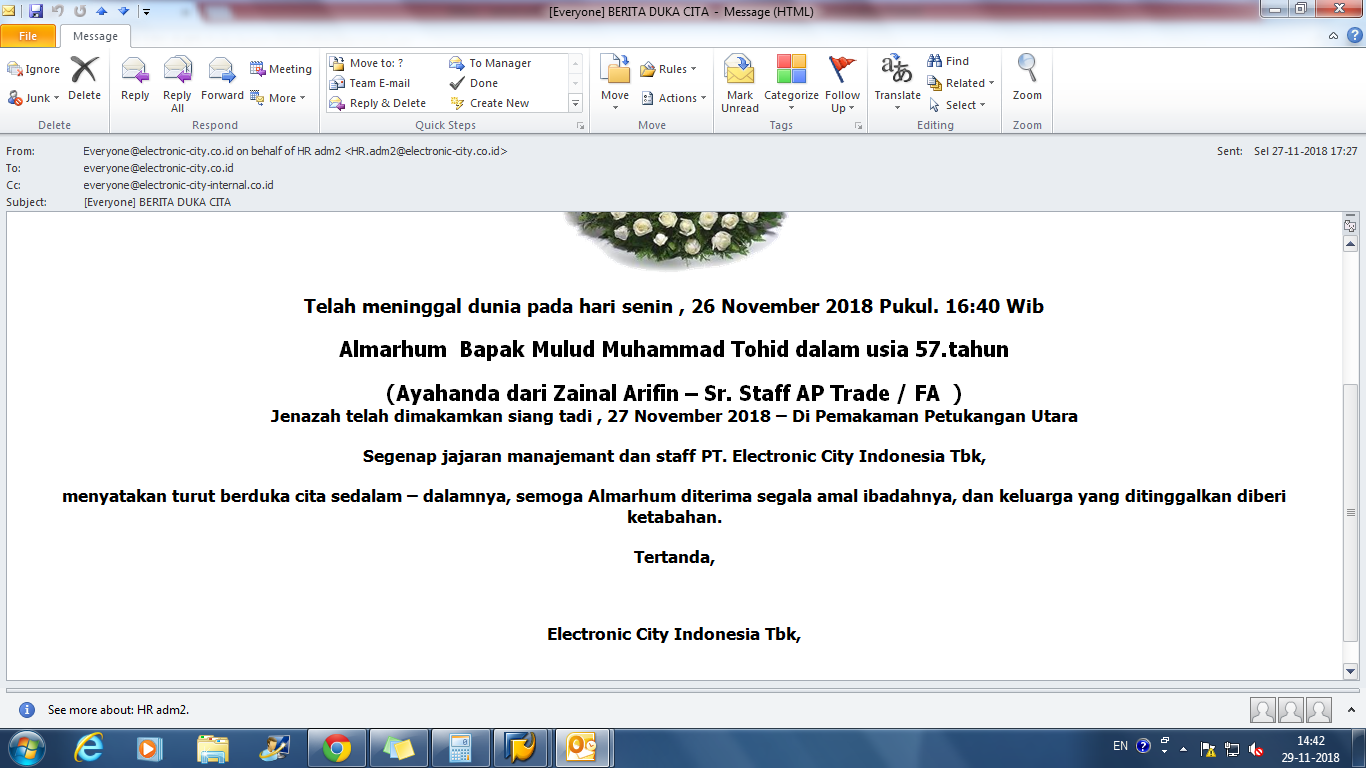 [Everyone] BERITA DUKA CITA - Message (HTML)
File Message
Ignore Delete Reply Reply All Forward Meeting Move to: ? To Manager Move Rules Mark Unread Categorize Follow Up Translate Find Zoom
Junk More Team E-mail Done Actions Related
Reply & Delete Create New Select
Delete Respond Quick Steps Move Tags Editing Zoom
From: Everyone@electronic-city.co.id on behalf of HR adm2 <HR.adm2@electronic-city.co.id> Sent: Sel 27-11-2018 17:27
To: everyone@electronic-city.co.id
Cc: everyone@electronic-city-internal.co.id
Subject: [Everyone] BERITA DUKA CITA
Telah meninggal dunia pada hari senin , 26 November 2018 Pukul. 16:40 Wib
Almarhum Bapak Mulud Muhammad Tohid dalam usia 57.tahun
(Ayahanda dari Zainal Arifin – Sr. Staff AP Trade / FA )
Jenazah telah dimakamkan siang tadi , 27 November 2018 – Di Pemakaman Petukangan Utara
Segenap jajaran manajemant dan staff PT. Electronic City Indonesia Tbk,
menyatakan turut berduka cita sedalam – dalamnya, semoga Almarhum diterima segala amal ibadahnya, dan keluarga yang ditinggalkan diberi
ketabahan.
Tertanda,
Electronic City Indonesia Tbk,
See more about: HR adm2.
EN 14:42
29-11-2018